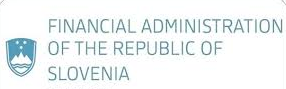 FINANCIAL ADMINISTRATION
OF THE REPUBLIC OF
SLOVENIA